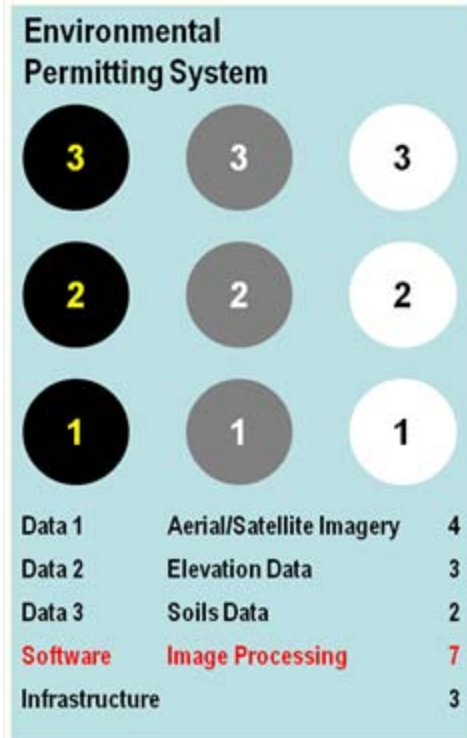 Environmental
Permitting System
3 3 3
2 2 2
1 1 1
Data 1 Aerial/Satellite Imagery 4
Data 2 Elevation Data 3
Data 3 Soils Data 2
Software Image Processing 7
Infrastructure 3